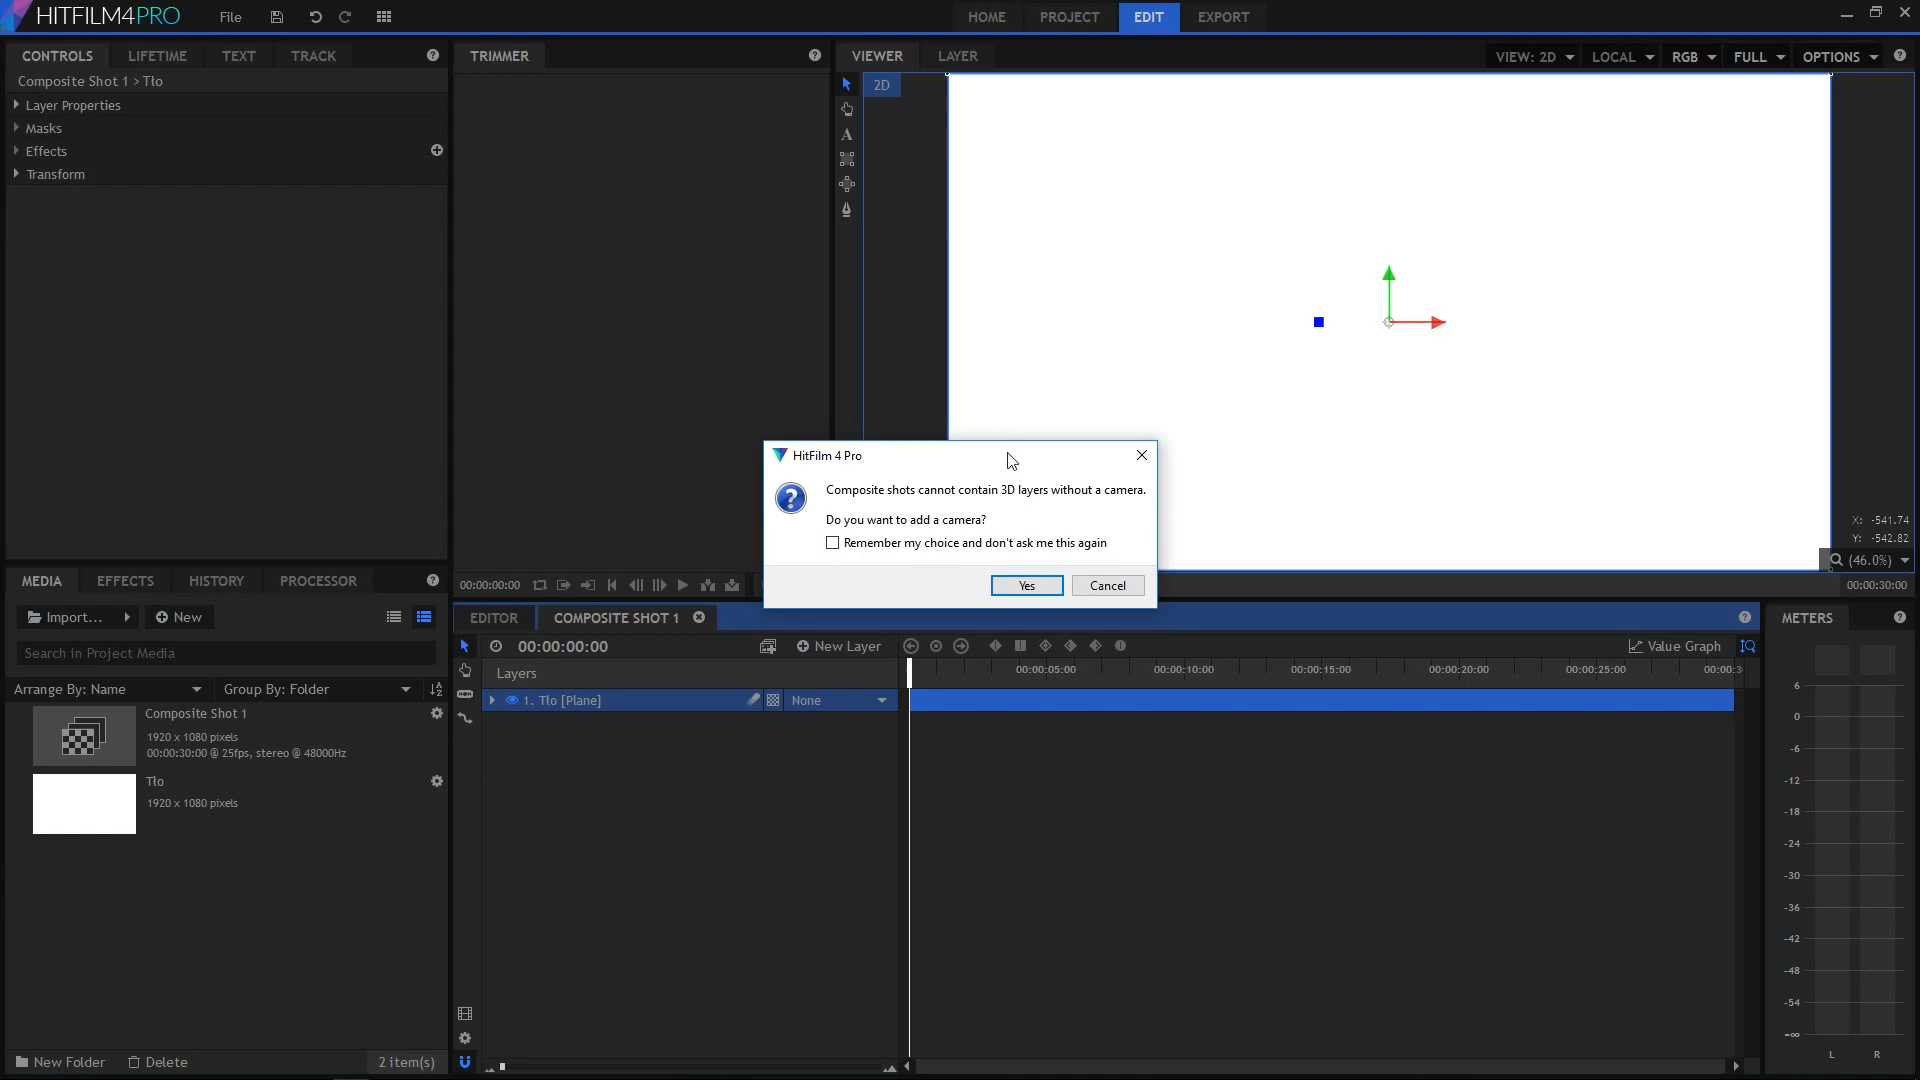 HITFILM4PRO File HOME PROJECT EDIT EXPORT
CONTROLS LIFETIME TEXT TRACK
Composite Shot 1 > Tło
Layer Properties
Masks
Effects
Transform
TRIMMER
00:00:00:00
VIEWER LAYER VIEW: 2D LOCAL RGB FULL OPTIONS
2D
A
X: -541.74
Y: -542.82
(46.0%)
00:00:30:00
HitFilm 4 Pro
Composite shots cannot contain 3D layers without a camera.
Do you want to add a camera?
Remember my choice and don't ask me this again
Yes Cancel
MEDIA EFFECTS HISTORY PROCESSOR
Import... New
Search in Project Media
Arrange By: Name Group By: Folder
Composite Shot 1
1920 x 1080 pixels
00:00:30:00 @ 25fps, stereo @ 48000Hz
Tło
1920 x 1080 pixels
New Folder Delete 2 item(s)
EDITOR COMPOSITE SHOT 1
00:00:00:00 New Layer Value Graph
Layers 00:00:05:00 00:00:10:00 00:00:15:00 00:00:20:00 00:00:25:00 00:00:3
1. Tło [Plane] None
METERS
6
0
-6
-12
-18
-24
-30
-36
-42
-48
-54
-∞
L R